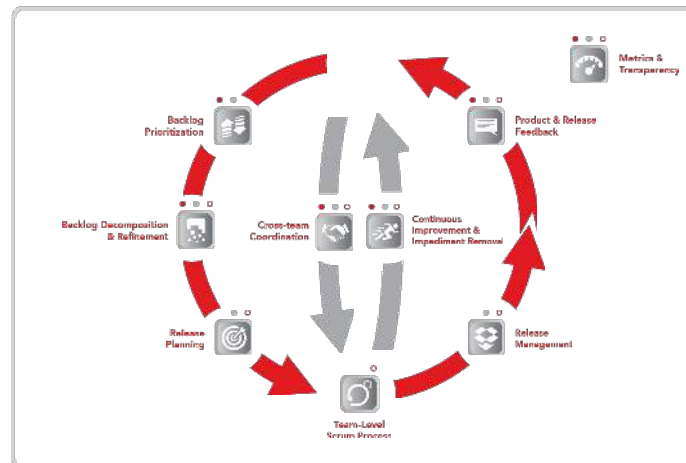 Metrics &
Transparency
Backlog
Prioritization
Product & Release
Feedback
Backlog Decomposition
& Refinement
Cross-team
Coordination
Continuous
Improvement &
Impediment Removal
Release
Planning
Release
Management
Team-Level
Scrum Process